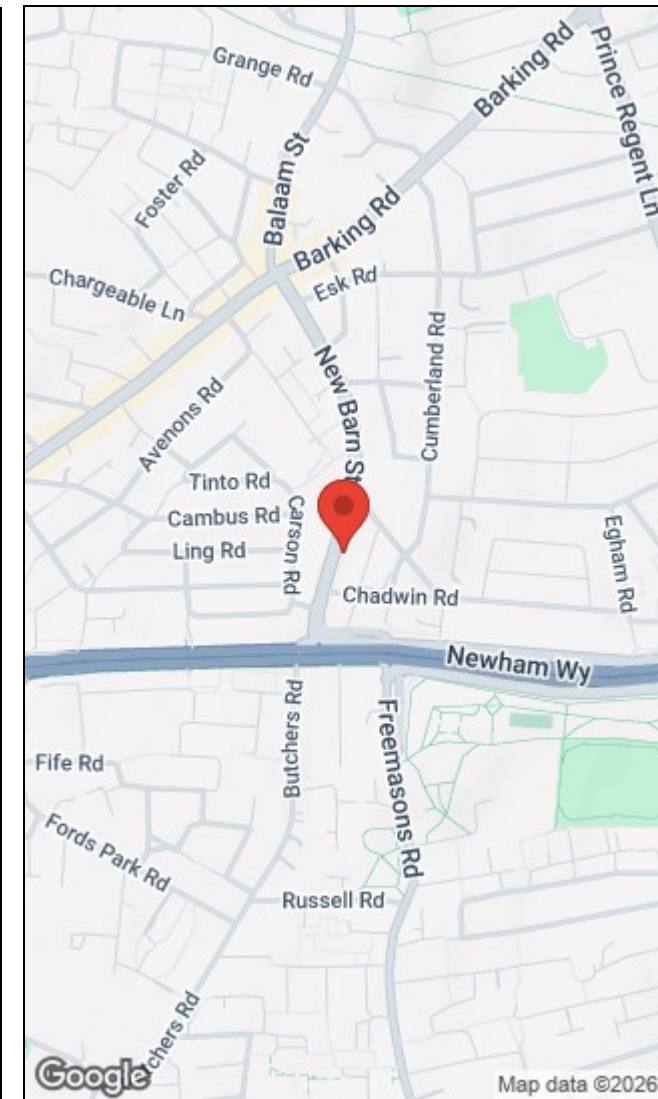 Grange Rd
Barking Rd
Prince Regent Ln
Foster Rd
Balaam St
Barking Rd
Chargeable Ln
Esk Rd
New Barn St
Cumberland Rd
Avenons Rd
Tinto Rd
Cambus Rd
Carson Rd
Ling Rd
Egham Rd
Chadwin Rd
Newham Wy
Butchers Rd
Freemasons Rd
Fife Rd
Fords Park Rd
Russell Rd
tchers Rd
Google
Map data ©2026